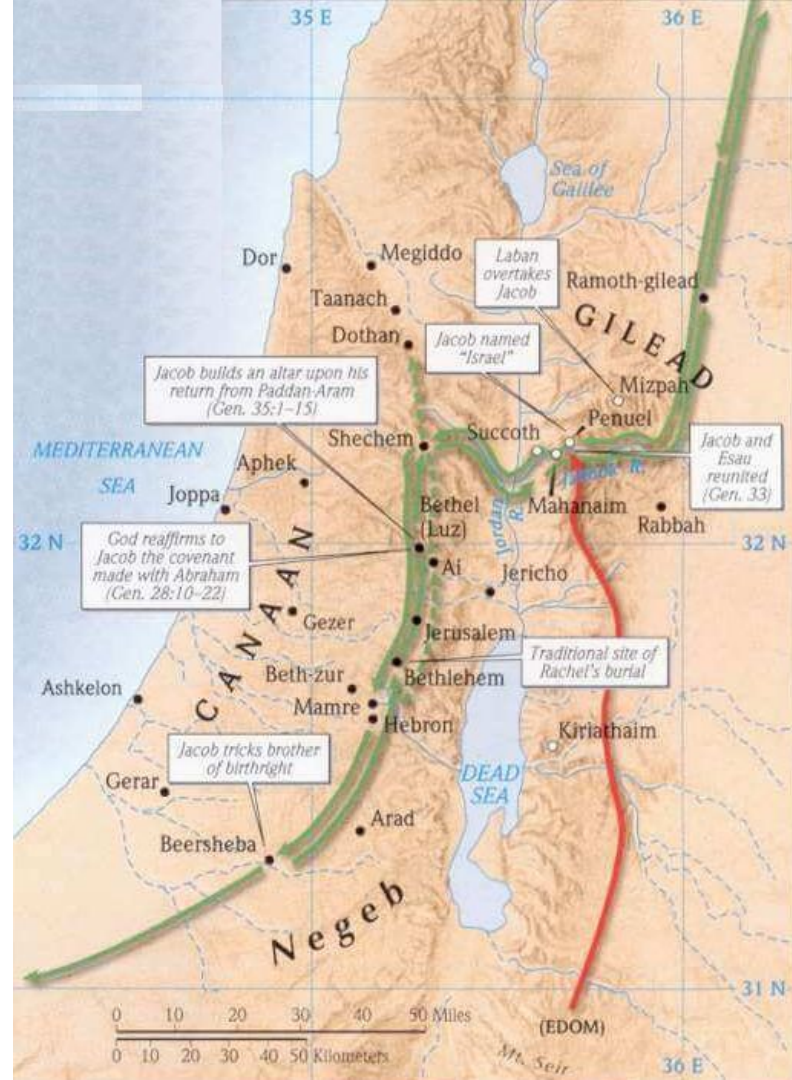 35 E
36 E
Sea of
Galilee
Dor
Megiddo
Laban
overtakes
Jacob
Ramoth-gilead
Taanach
GILEAD
Dothan
Jacob named
"Israel"
Jacob builds an altar upon his
return from Paddan-Aram
(Gen. 35:1–15)
Mizpah
Penuel
Shechem
Succoth
Jacob and
Esau
reunited
(Gen. 33)
MEDITERRANEAN
SEA
Aphek
Jabbok R.
Joppa
Bethel
(Luz)
Mahanaim
Jordan
R.
Rabbah
32 N
32 N
God reaffirms to
Jacob the covenant
made with Abraham
(Gen. 28:10–22)
CANAAN
Ai
Jericho
Gezer
Jerusalem
Traditional site of
Rachel's burial
Beth-zur
Bethlehem
Ashkelon
Mamre
Hebron
Kiriathaim
Jacob tricks brother
of birthright
DEAD
SEA
Gerar
Arad
Beersheba
Negeb
31 N
0 10 20 30 40 50 Miles
0 10 20 30 40 50 Kilometers
(EDOM)
Mt. Seir
36 E